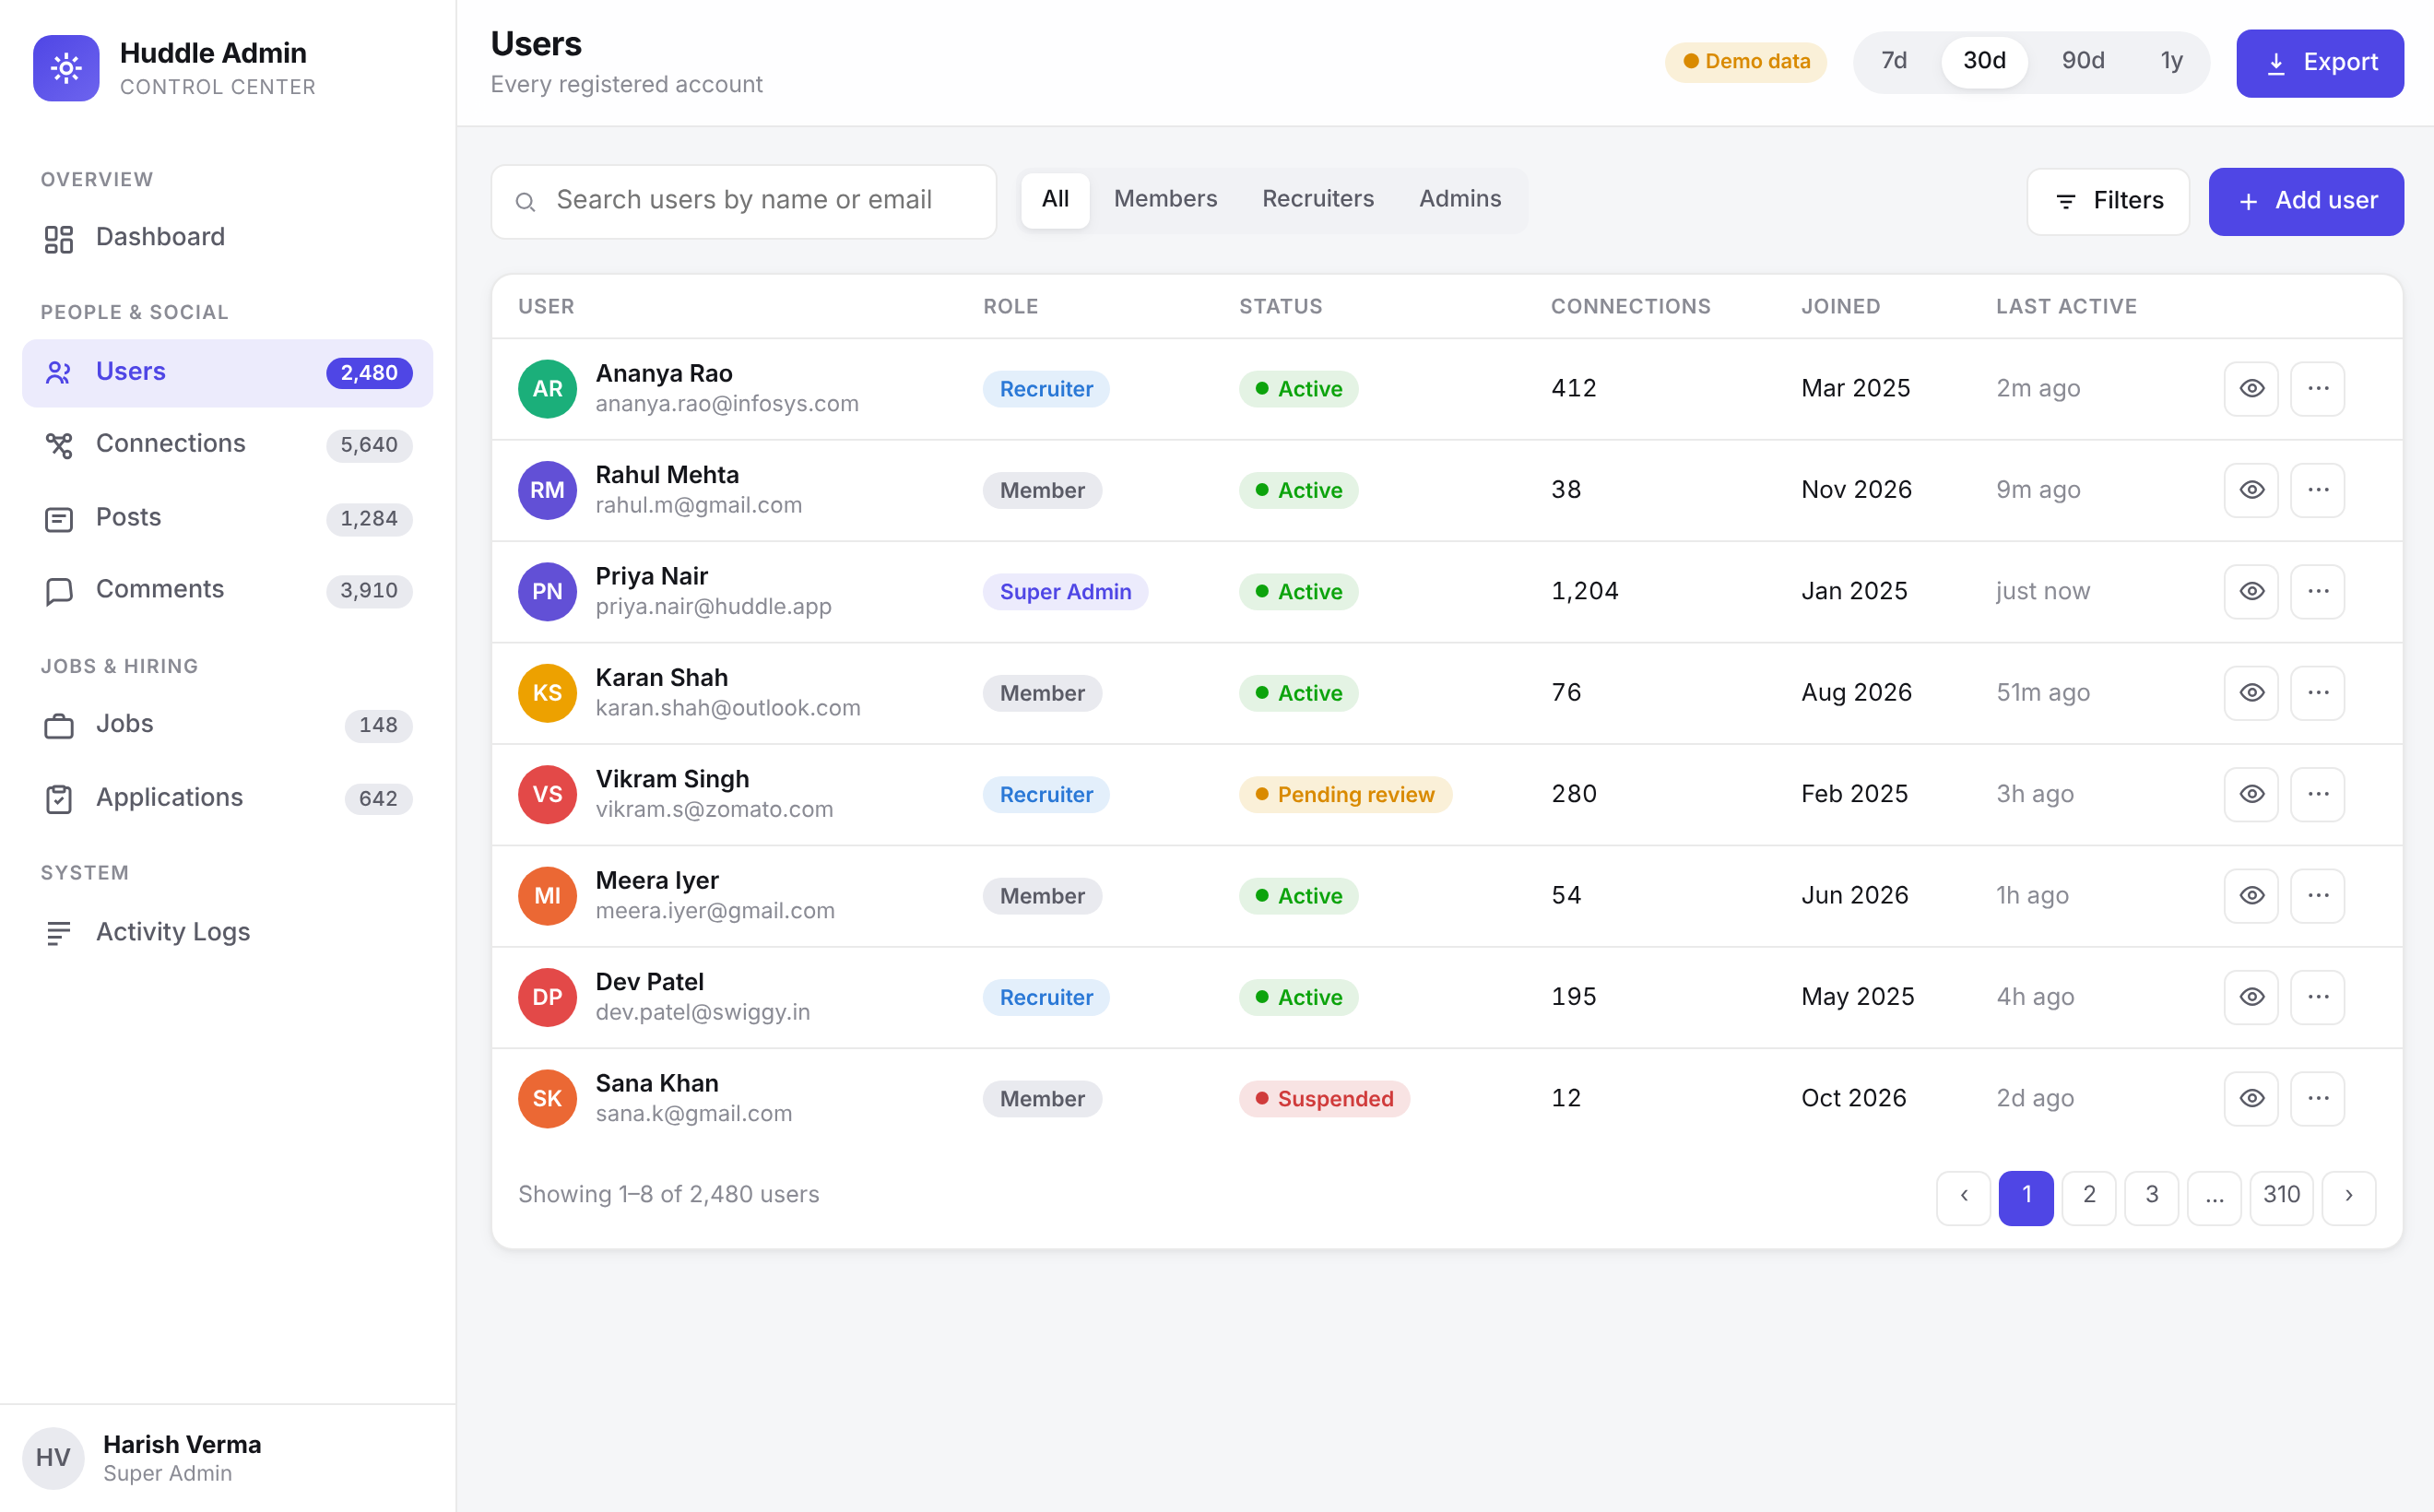 Huddle Admin
CONTROL CENTER
OVERVIEW
Dashboard
PEOPLE & SOCIAL
Users 2,480
Connections 5,640
Posts 1,284
Comments 3,910
JOBS & HIRING
Jobs 148
Applications 642
SYSTEM
Activity Logs
HV
Harish Verma
Super Admin
Users
Every registered account
Demo data 7d 30d 90d 1y Export
Search users by name or email All Members Recruiters Admins Filters + Add user
USER ROLE STATUS CONNECTIONS JOINED LAST ACTIVE
AR Ananya Rao
ananya.rao@infosys.com
Recruiter Active 412 Mar 2025 2m ago ...
RM Rahul Mehta
rahul.m@gmail.com
Member Active 38 Nov 2026 9m ago ...
PN Priya Nair
priya.nair@huddle.app
Super Admin Active 1,204 Jan 2025 just now ...
KS Karan Shah
karan.shah@outlook.com
Member Active 76 Aug 2026 51m ago ...
VS Vikram Singh
vikram.s@zomato.com
Recruiter Pending review 280 Feb 2025 3h ago ...
MI Meera Iyer
meera.iyer@gmail.com
Member Active 54 Jun 2026 1h ago ...
DP Dev Patel
dev.patel@swiggy.in
Recruiter Active 195 May 2025 4h ago ...
SK Sana Khan
sana.k@gmail.com
Member Suspended 12 Oct 2026 2d ago ...
Showing 1–8 of 2,480 users
‹ 1 2 3 ... 310 ›